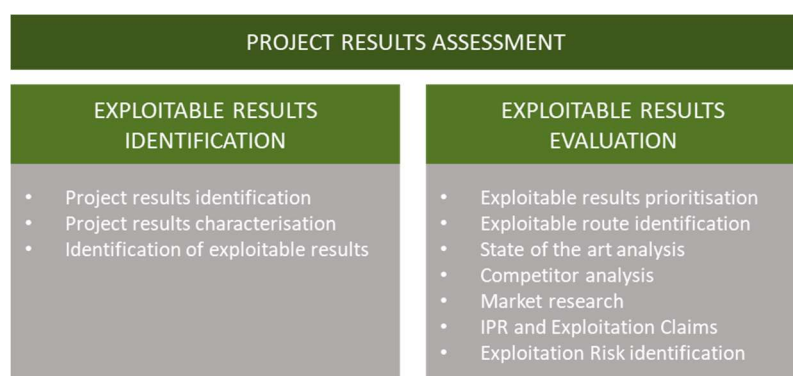 PROJECT RESULTS ASSESSMENT
EXPLOITABLE RESULTS
IDENTIFICATION
• Project results identification
• Project results characterisation
• Identification of exploitable results
EXPLOITABLE RESULTS
EVALUATION
• Exploitable results prioritisation
• Exploitable route identification
• State of the art analysis
• Competitor analysis
• Market research
• IPR and Exploitation Claims
• Exploitation Risk identification